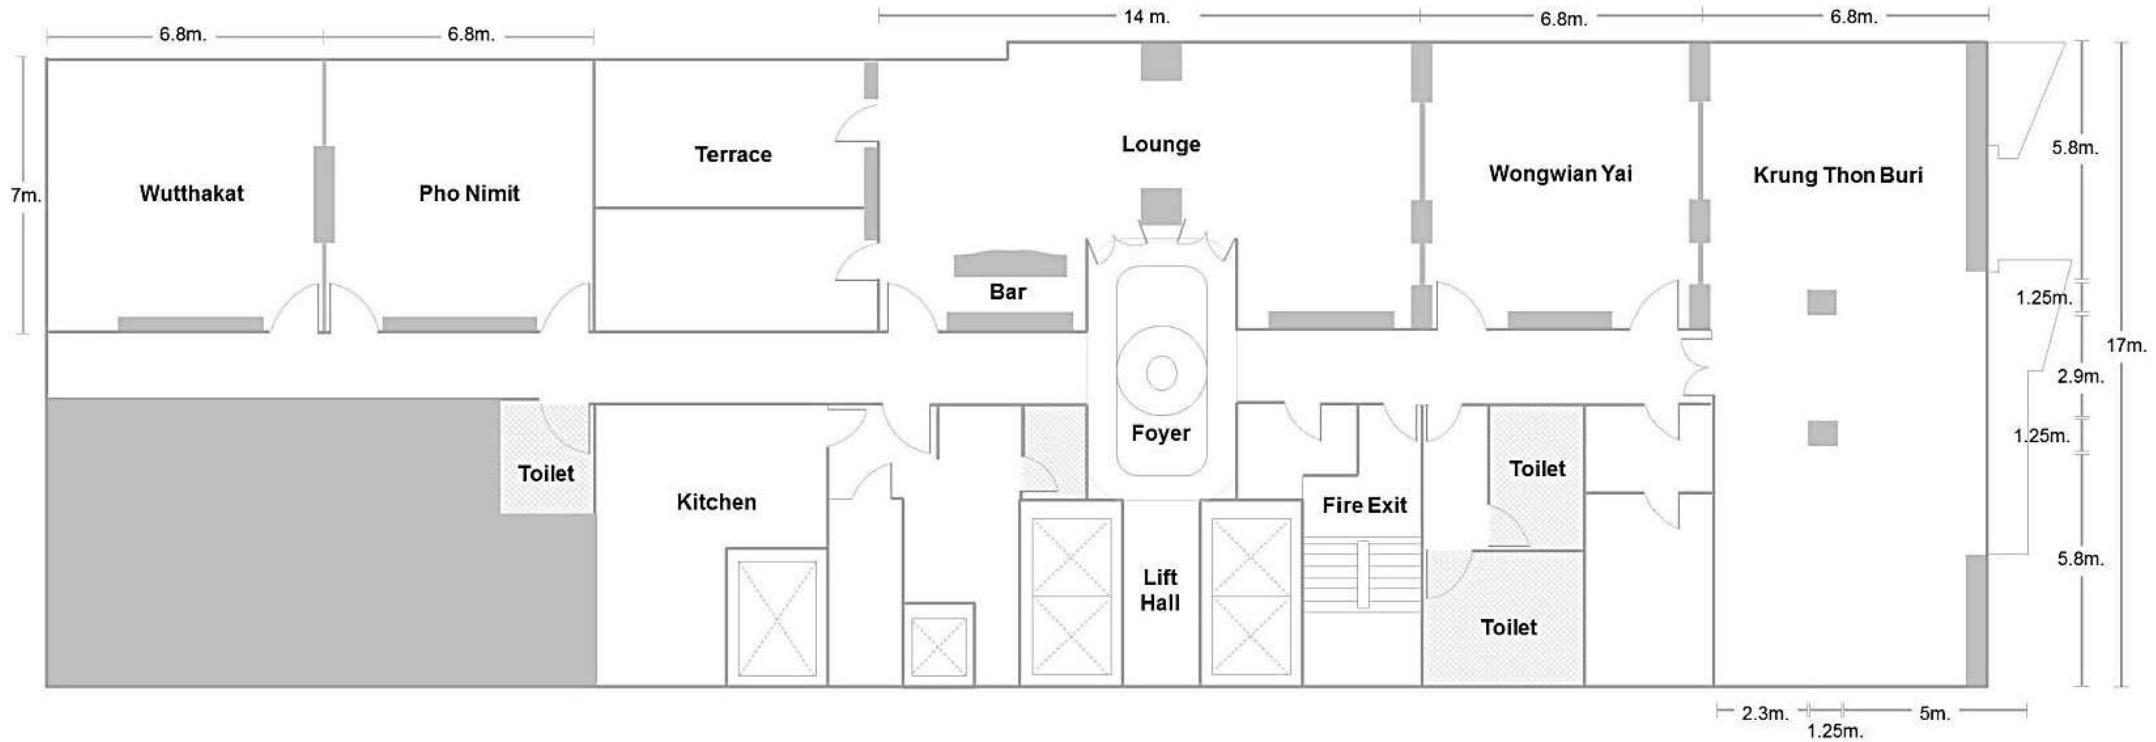 14 m.
6.8m.
6.8m.
6.8m.
6.8m.
7m.
Wutthakat
Pho Nimit
Terrace
Lounge
Wongwian Yai
Krung Thon Buri
5.8m.
Bar
1.25m.
17m.
2.9m.
Foyer
1.25m.
Toilet
Kitchen
Toilet
Fire Exit
5.8m.
Lift
Hall
Toilet
2.3m.
1.25m.
5m.